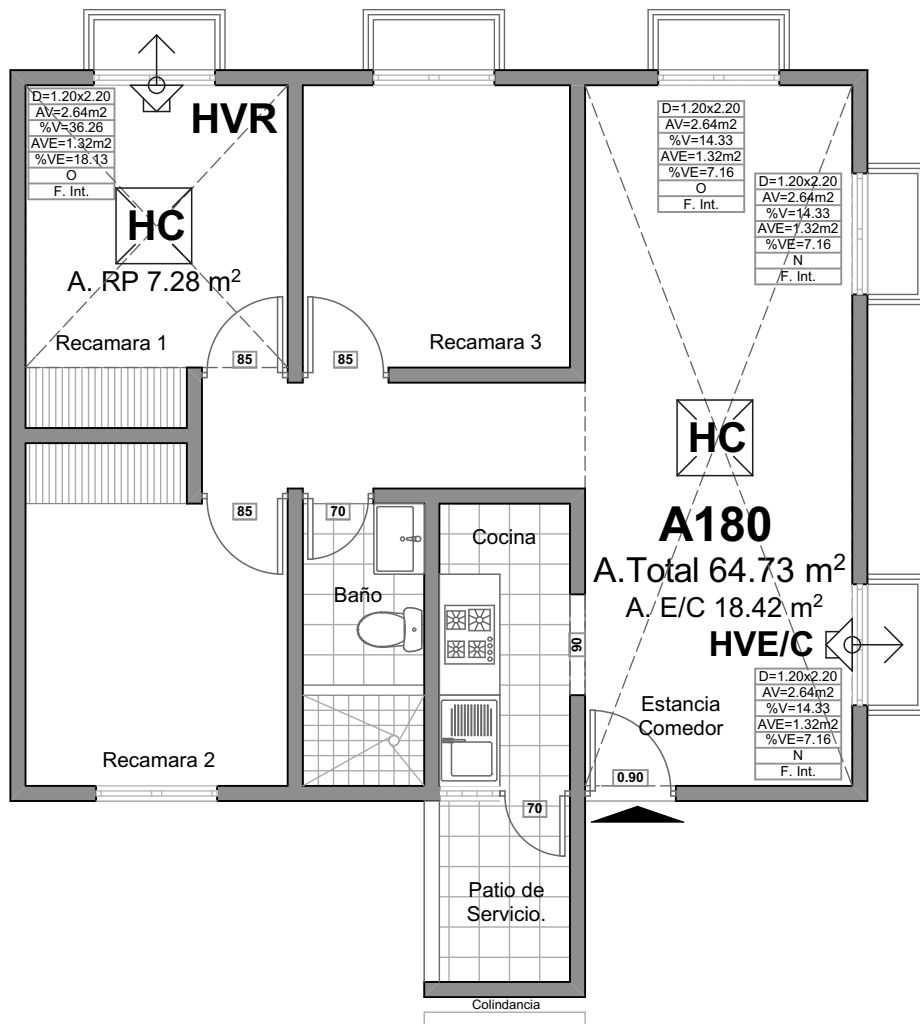 D=1.20x2.20
AV=2.64m2
%V=36.26
AVE=1.32m2
%VE=18.13
O
F. Int.
HVR
HC
A. RP 7.28 m²
Recamara 1
85
85
Recamara 3
D=1.20x2.20
AV=2.64m2
%V=14.33
AVE=1.32m2
%VE=7.16
O
F. Int.
D=1.20x2.20
AV=2.64m2
%V=14.33
AVE=1.32m2
%VE=7.16
N
F. Int.
HC
A180
A.Total 64.73 m²
A. E/C 18.42 m²
HVE/C
85
70
Cocina
Baño
90
Estancia
Comedor
D=1.20x2.20
AV=2.64m2
%V=14.33
AVE=1.32m2
%VE=7.16
N
F. Int.
Recamara 2
0.90
70
Patio de
Servicio.
Colindancia